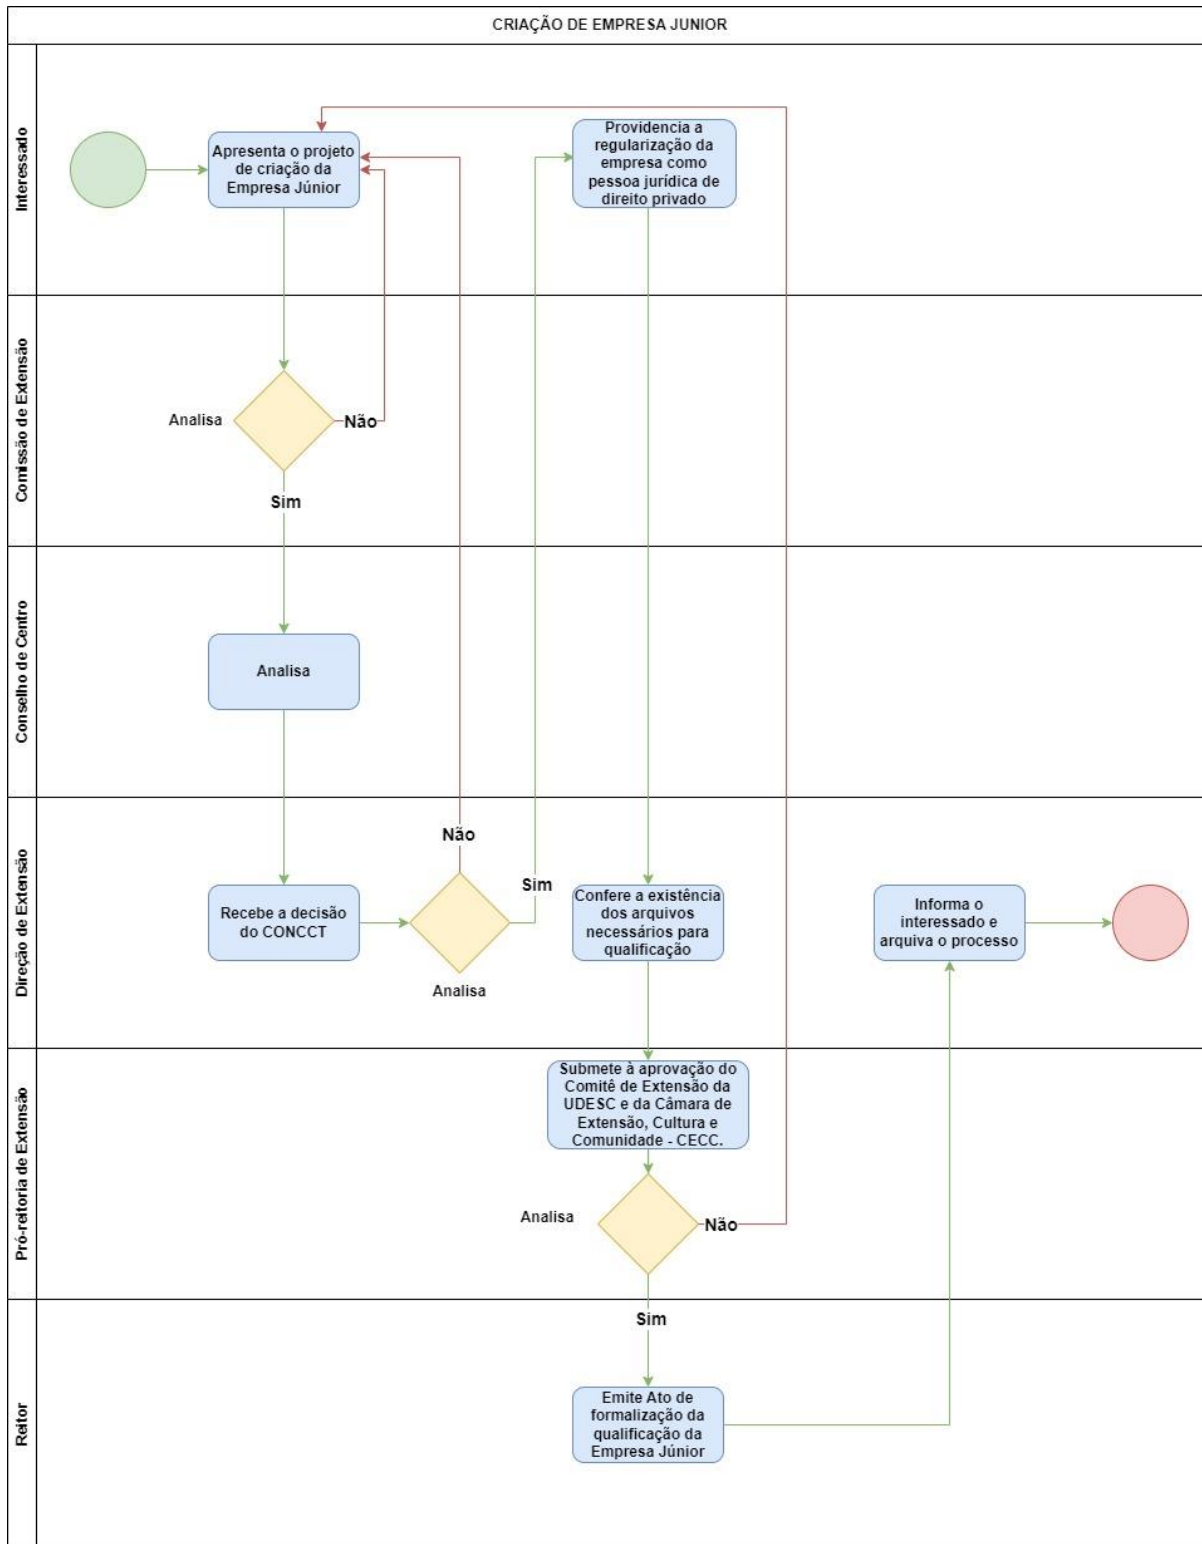 CRIAÇÃO DE EMPRESA JUNIOR
Interessado
Apresenta o projeto
de criação da
Empresa Júnior
Providencia a
regularização da
empresa como
pessoa jurídica de
direito privado
Comissão de Extensão
Analisa
Não
Sim
Conselho de Centro
Analisa
Direção de Extensão
Recebe a decisão
do CONCCT
Não
Analisa
Sim
Confere a existência
dos arquivos
necessários para
qualificação
Informa o
interessado e
arquiva o processo
Pró-reitoria de Extensão
Submete à aprovação do
Comitê de Extensão da
UDESC e da Câmara de
Extensão, Cultura e
Comunidade - CECC.
Analisa
Não
Sim
Reitor
Emite Ato de
formalização da
qualificação da
Empresa Júnior